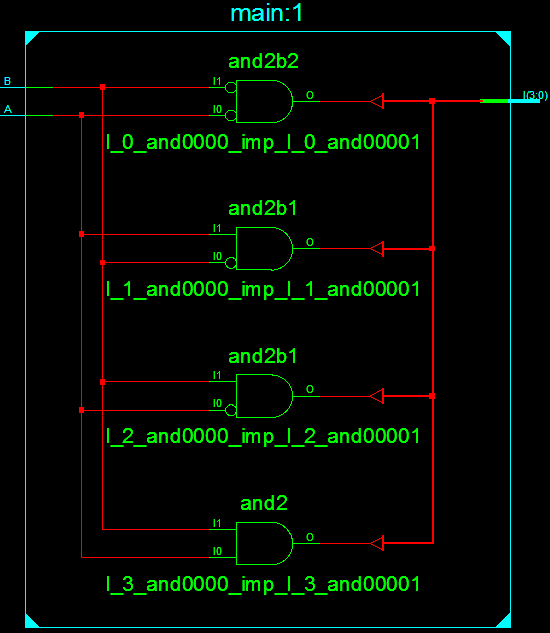 main:1
and2b2
B
I1
O
I(3:0)
A
I0
I_0_and0000_imp_I_0_and00001
and2b1
I1
O
I0
I_1_and0000_imp_I_1_and00001
and2b1
I1
O
I0
I_2_and0000_imp_I_2_and00001
and2
I1
O
I0
I_3_and0000_imp_I_3_and00001